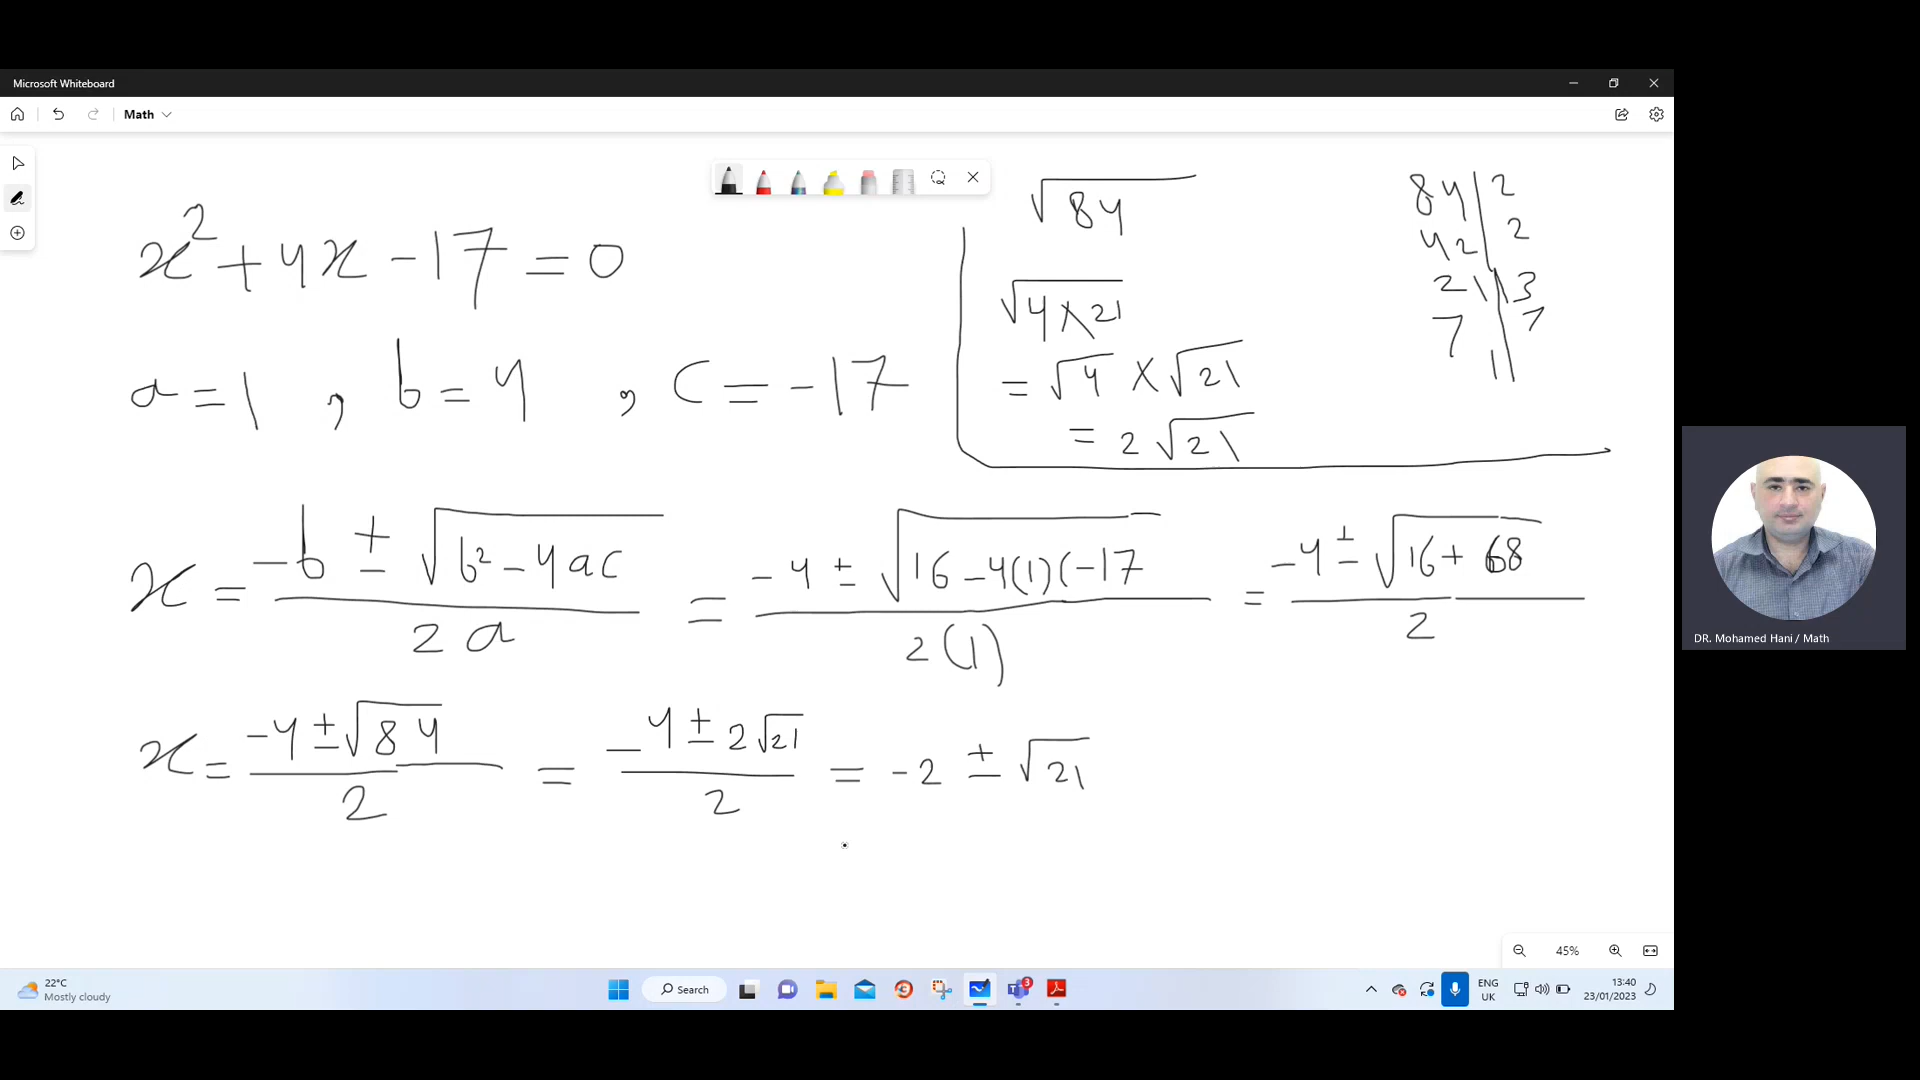 Microsoft Whiteboard
Math
x² + 4x - 17 = 0
a = 1 , b = 4 , c = -17
√84
√4×21
= √4 × √21
= 2√21
84 | 2
42 | 2
21 | 3
7 | 7
1 |
x = (-b ± √(b² - 4ac)) / 2a = (-4 ± √(16 - 4(1)(-17)) / 2(1) = (-4 ± √(16 + 68)) / 2
x = (-4 ± √84) / 2 = (-4 ± 2√21) / 2 = -2 ± √21
DR. Mohamed Hani / Math
45%
22°C
Mostly cloudy
Search
3
ENG
UK
13:40
23/01/2023